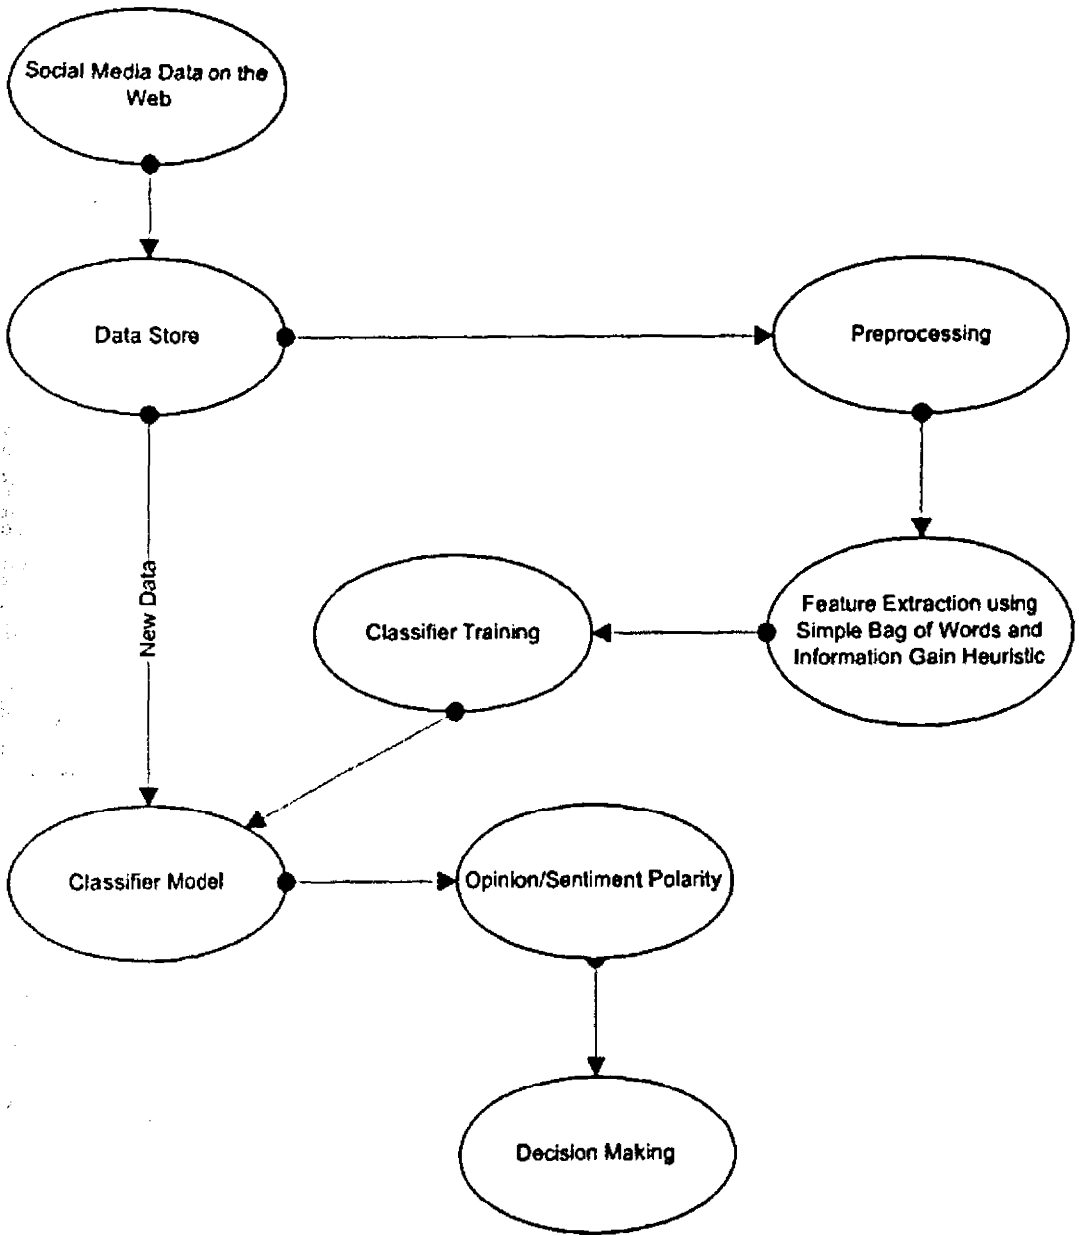 Social Media Data on the
Web
Data Store
Preprocessing
New Data
Classifier Training
Feature Extraction using
Simple Bag of Words and
Information Gain Heuristic
Classifier Model
Opinion/Sentiment Polarity
Decision Making